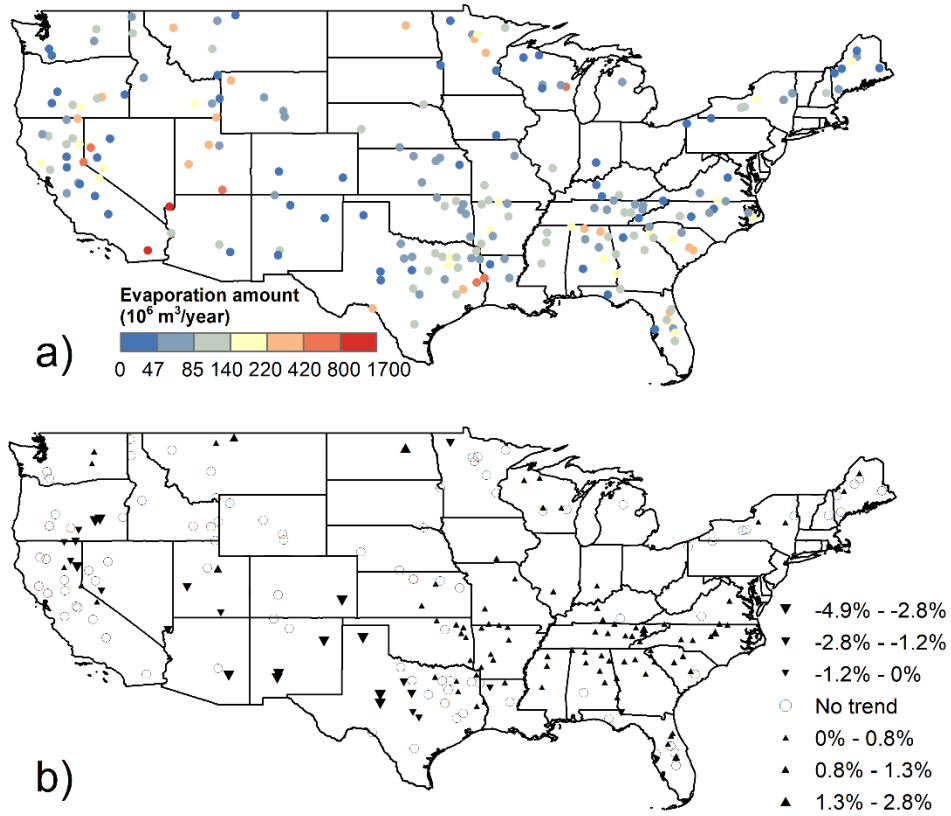 Evaporation amount
(10⁶ m³/year)
a)
0 47 85 140 220 420 800 1700
-4.9% - -2.8%
-2.8% - -1.2%
-1.2% - 0%
No trend
0% - 0.8%
0.8% - 1.3%
1.3% - 2.8%
b)